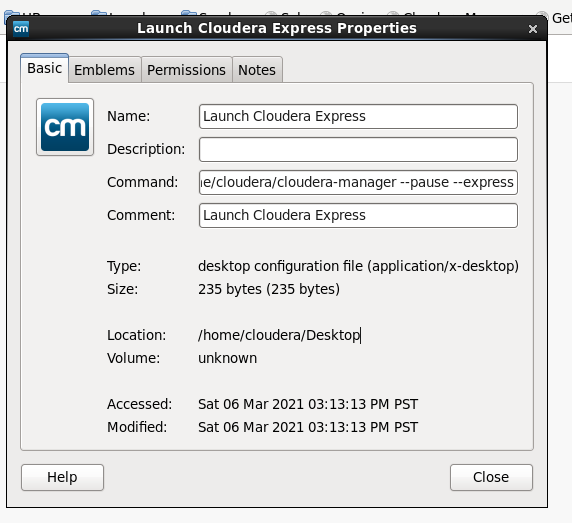 cm Launch Cloudera Express Properties
Basic Emblems Permissions Notes
cm
Name: Launch Cloudera Express
Description:
Command: e/cloudera/cloudera-manager --pause --express
Comment: Launch Cloudera Express
Type: desktop configuration file (application/x-desktop)
Size: 235 bytes (235 bytes)
Location: /home/cloudera/Desktop
Volume: unknown
Accessed: Sat 06 Mar 2021 03:13:13 PM PST
Modified: Sat 06 Mar 2021 03:13:13 PM PST
Help Close